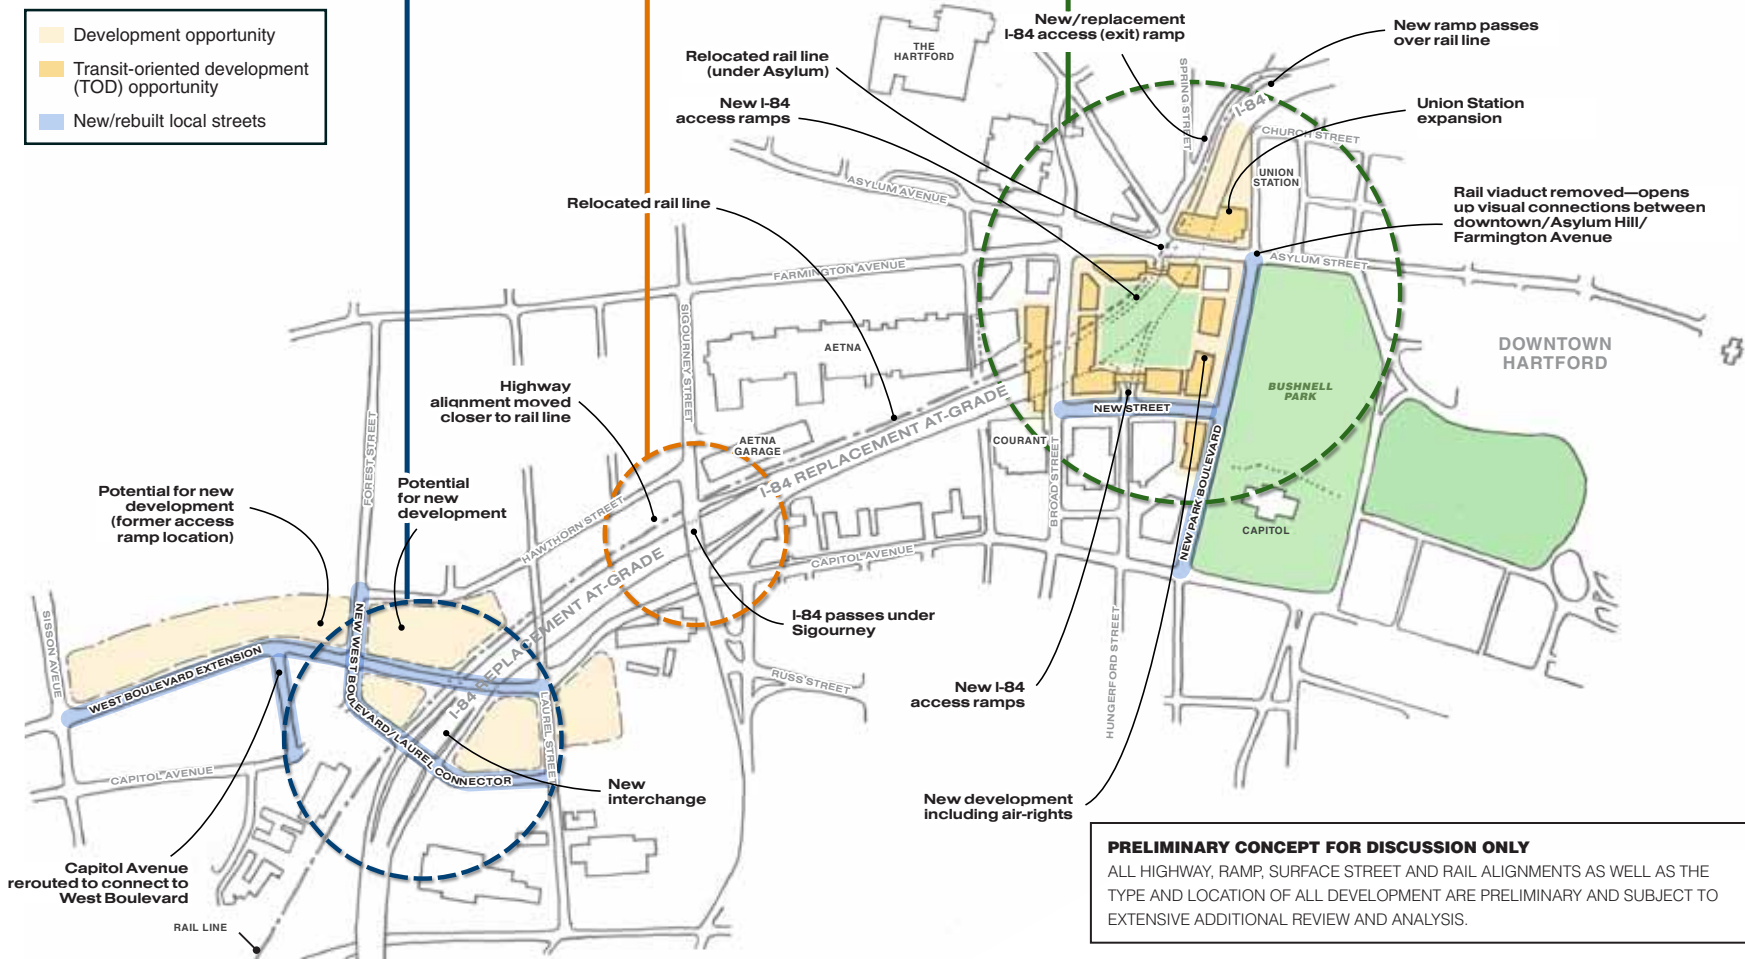 Development opportunity
Transit-oriented development
(TOD) opportunity
New/rebuilt local streets
THE
HARTFORD
New/replacement
I-84 access (exit) ramp
New ramp passes
over rail line
Relocated rail line
(under Asylum)
New I-84
access ramps
SPRING STREET
I-84
Union Station
expansion
CHURCH STREET
UNION
STATION
ASYLUM AVENUE
Relocated rail line
Rail viaduct removed—opens
up visual connections between
downtown/Asylum Hill/
Farmington Avenue
FARMINGTON AVENUE
ASYLUM STREET
SIGOURNEY STREET
AETNA
DOWNTOWN
HARTFORD
BUSHNELL
PARK
Highway
alignment moved
closer to rail line
NEW STREET
I-84 REPLACEMENT AT-GRADE
FOREST STREET
AETNA
GARAGE
COURANT
BROAD STREET
NEW PARK BOULEVARD
Potential for new
development
(former access
ramp location)
Potential
for new
development
HAWTHORN STREET
CAPITOL
CAPITOL AVENUE
I-84 REPLACEMENT AT-GRADE
SISSON AVEUE
NEW WEST BOULEVARD/LAUREL CONNECTOR
I-84 passes under
Sigourney
WEST BOULEVARD EXTENSION
RUSS STREET
HUNGERFORD STREET
LAUREL STREET
New I-84
access ramps
CAPITOL AVENUE
New
interchange
New development
including air-rights
Capitol Avenue
rerouted to connect to
West Boulevard
RAIL LINE
PRELIMINARY CONCEPT FOR DISCUSSION ONLY
ALL HIGHWAY, RAMP, SURFACE STREET AND RAIL ALIGNMENTS AS WELL AS THE
TYPE AND LOCATION OF ALL DEVELOPMENT ARE PRELIMINARY AND SUBJECT TO
EXTENSIVE ADDITIONAL REVIEW AND ANALYSIS.